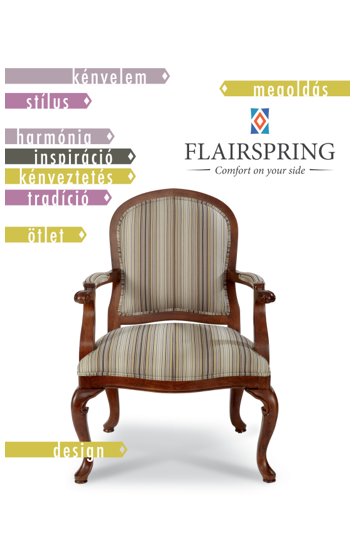 kényelem
stílus
megoldás
harmónia
inspiráció
kényeztetés
tradíció
ötlet
FLAIRSPRING
Comfort on your side
design